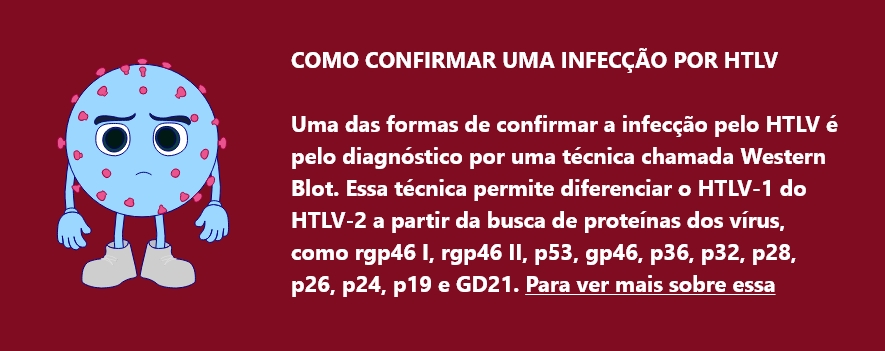 COMO CONFIRMAR UMA INFECÇÃO POR HTLV
Uma das formas de confirmar a infecção pelo HTLV é
pelo diagnóstico por uma técnica chamada Western
Blot. Essa técnica permite diferenciar o HTLV-1 do
HTLV-2 a partir da busca de proteínas dos vírus,
como rgp46 I, rgp46 II, p53, gp46, p36, p32, p28,
p26, p24, p19 e GD21. Para ver mais sobre essa